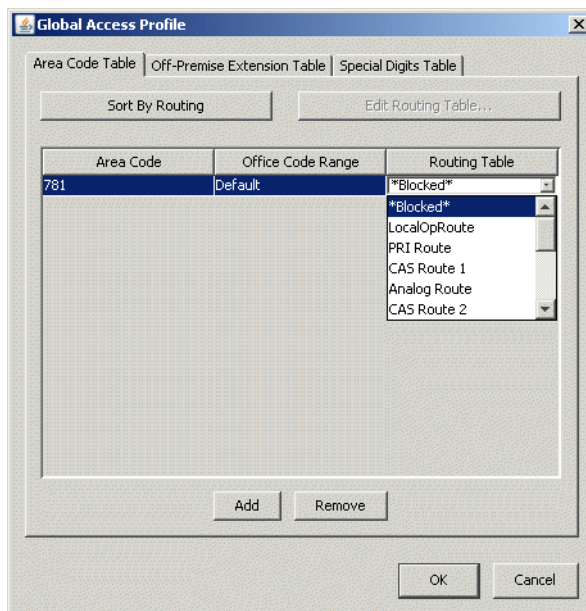 Global Access Profile
Area Code Table Off-Premise Extension Table Special Digits Table
Sort By Routing Edit Routing Table...
Area Code Office Code Range Routing Table
781 Default *Blocked*
*Blocked*
LocalOpRoute
PRI Route
CAS Route 1
Analog Route
CAS Route 2
Add Remove
OK Cancel